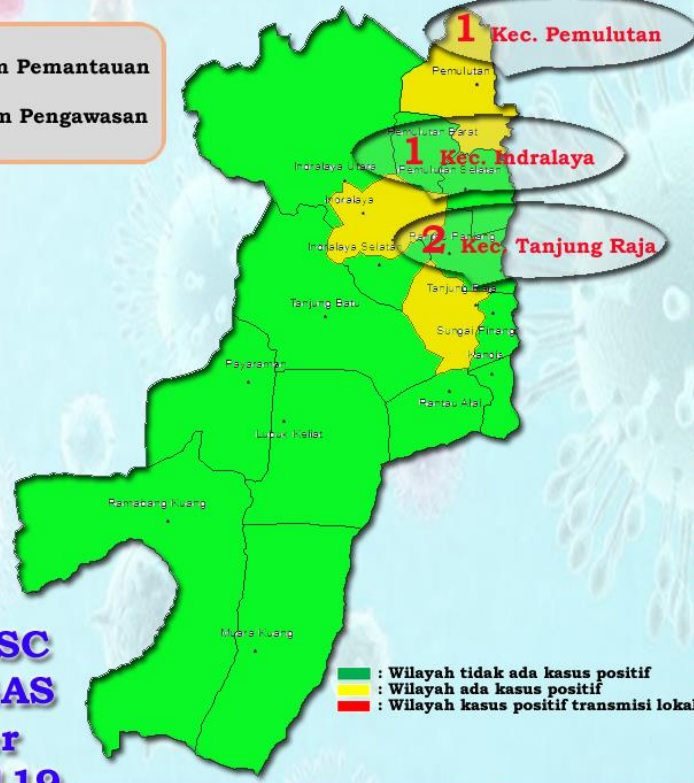 n Pemantauan
n Pengawasan
1 Kec. Pemulutan
Pemulutan
Pemulutan Barat
1 Kec. Indralaya
Indralaya Utara
Pemulutan Selatan
Indralaya
2 Kec. Tanjung Raja
Indralaya Selatan
Tanjung Raja
Tanjung Batu
Sungai Pinang
Kandis
Payaraman
Rantau Alai
Lubuk Keliat
Rambang Kuang
Muara Kuang
SC
AS
r
19
: Wilayah tidak ada kasus positif
: Wilayah ada kasus positif
: Wilayah kasus positif transmisi lokal